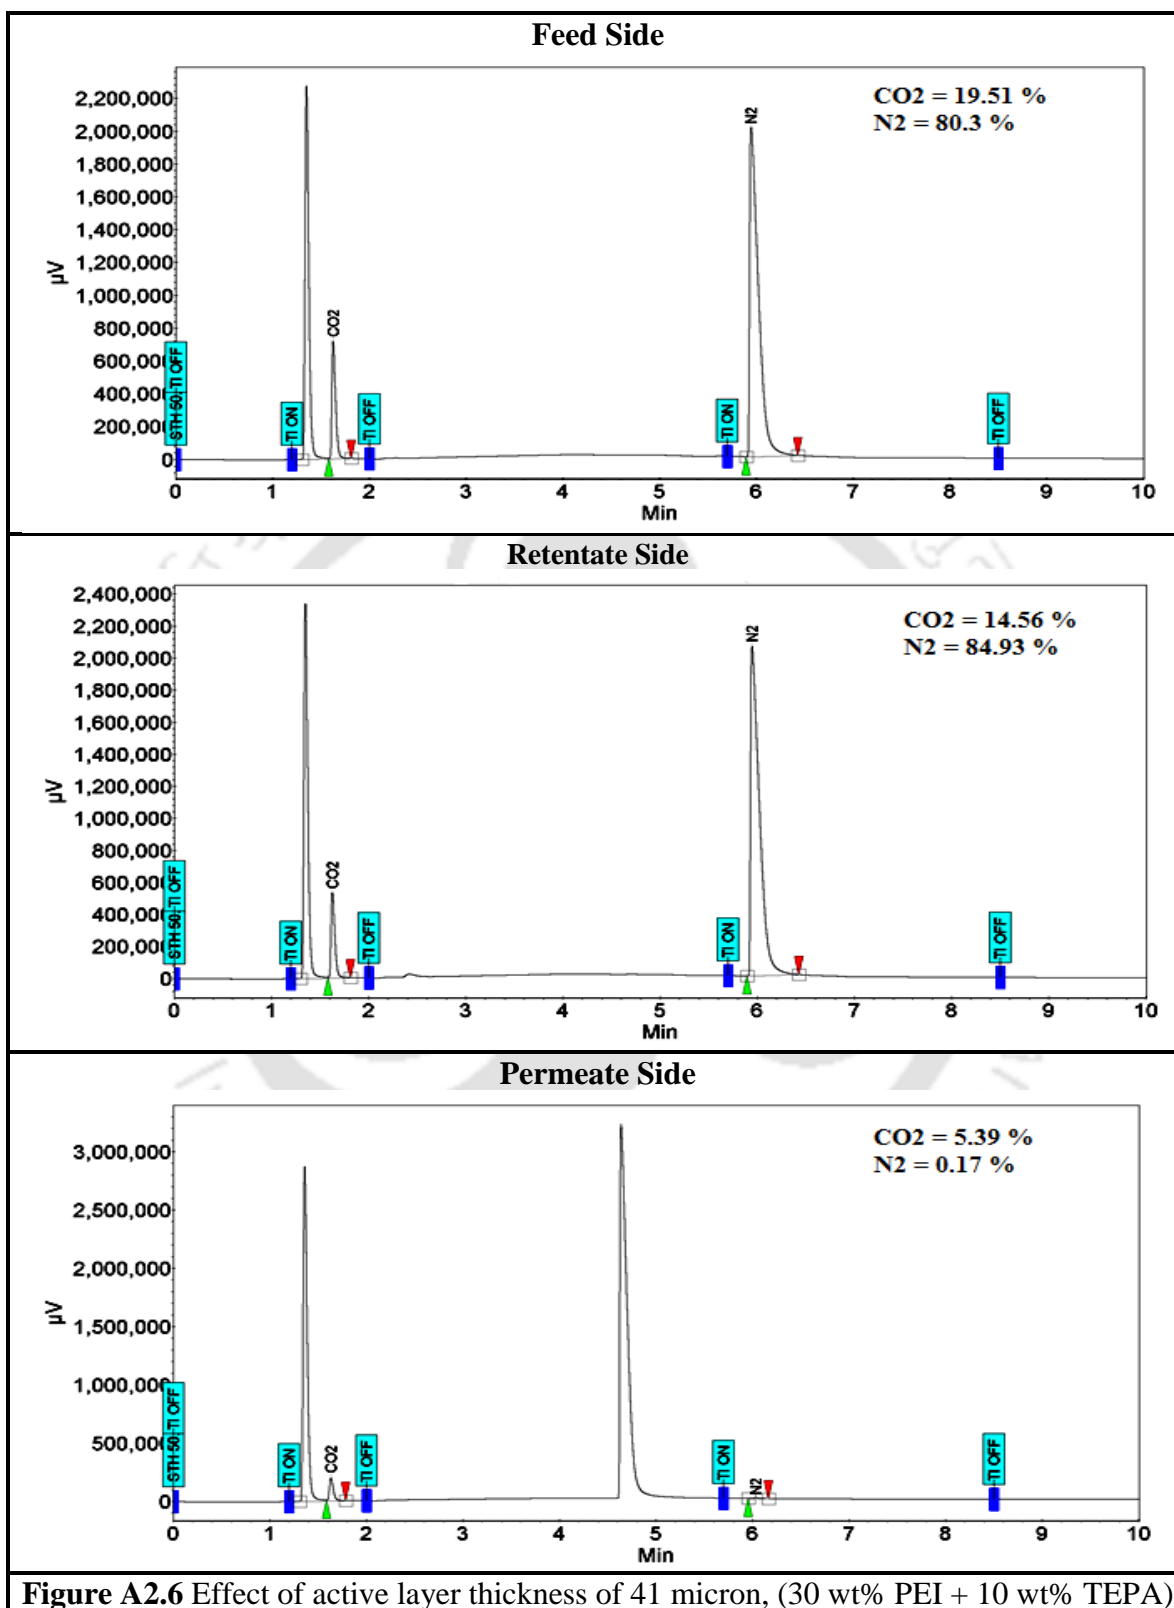 Feed Side
CO2 = 19.51 %
N2 = 80.3 %
2,200,000
2,000,000
1,800,000
1,600,000
1,400,000
1,200,000
1,000,000
800,000
600,000
400,000
200,000
0
µV
STH 50 -TI OFF
-TI ON
CO2
-TI OFF
-TI ON
N2
-TI OFF
0 1 2 3 4 5 6 7 8 9 10
Min
Retentate Side
CO2 = 14.56 %
N2 = 84.93 %
2,400,000
2,200,000
2,000,000
1,800,000
1,600,000
1,400,000
1,200,000
1,000,000
800,000
600,000
400,000
200,000
0
µV
STH 50 -TI OFF
-TI ON
CO2
-TI OFF
-TI ON
N2
-TI OFF
0 1 2 3 4 5 6 7 8 9 10
Min
Permeate Side
CO2 = 5.39 %
N2 = 0.17 %
3,000,000
2,500,000
2,000,000
1,500,000
1,000,000
500,000
0
µV
STH 50 -TI OFF
-TI ON
CO2
-TI OFF
-TI ON
N2
-TI OFF
0 1 2 3 4 5 6 7 8 9 10
Min
Figure A2.6 Effect of active layer thickness of 41 micron, (30 wt% PEI + 10 wt% TEPA)